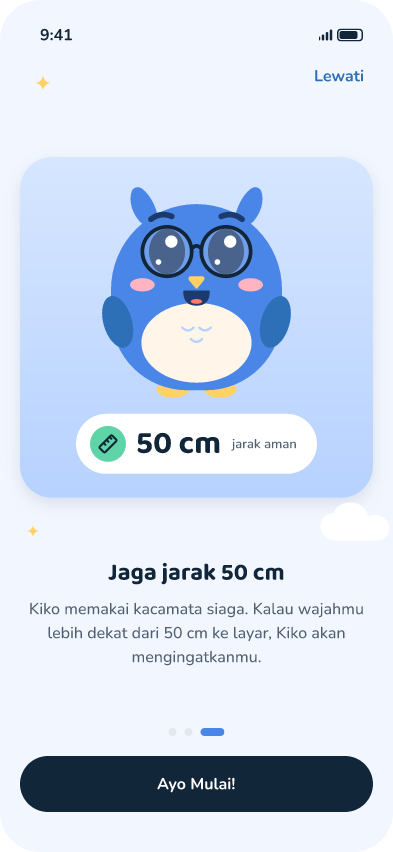 9:41
Lewati
50 cm jarak aman
Jaga jarak 50 cm
Kiko memakai kacamata siaga. Kalau wajahmu
lebih dekat dari 50 cm ke layar, Kiko akan
mengingatkanmu.
Ayo Mulai!